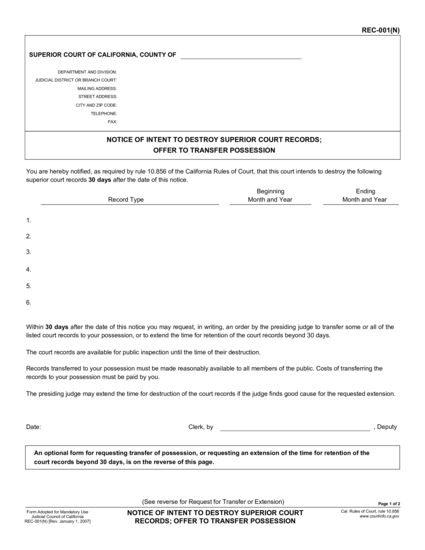 REC-001(N)
SUPERIOR COURT OF CALIFORNIA, COUNTY OF
DEPARTMENT AND DIVISION:
JUDICIAL DISTRICT OR BRANCH COURT:
MAILING ADDRESS:
STREET ADDRESS:
CITY AND ZIP CODE:
TELEPHONE:
FAX:
NOTICE OF INTENT TO DESTROY SUPERIOR COURT RECORDS;
OFFER TO TRANSFER POSSESSION
You are hereby notified, as required by rule 10.856 of the California Rules of Court, that this court intends to destroy the following
superior court records 30 days after the date of this notice.
Beginning Ending
Record Type Month and Year Month and Year
1.
2.
3.
4.
5.
6.
Within 30 days after the date of this notice you may request, in writing, an order by the presiding judge to transfer some or all of the
listed court records to your possession, or to extend the time for retention of the court records beyond 30 days.
The court records are available for public inspection until the time of their destruction.
Records transferred to your possession must be made reasonably available to all members of the public. Costs of transferring the
records to your possession must be paid by you.
The presiding judge may extend the time for destruction of the court records if the judge finds good cause for the requested extension.
Date: Clerk, by , Deputy
An optional form for requesting transfer of possession, or requesting an extension of the time for retention of the
court records beyond 30 days, is on the reverse of this page.
(See reverse for Request for Transfer or Extension)
Page 1 of 2
Form Adopted for Mandatory Use
Judicial Council of California
REC-001(N) [Rev. January 1, 2007]
NOTICE OF INTENT TO DESTROY SUPERIOR COURT
RECORDS; OFFER TO TRANSFER POSSESSION
Cal. Rules of Court, rule 10.856
www.courtinfo.ca.gov